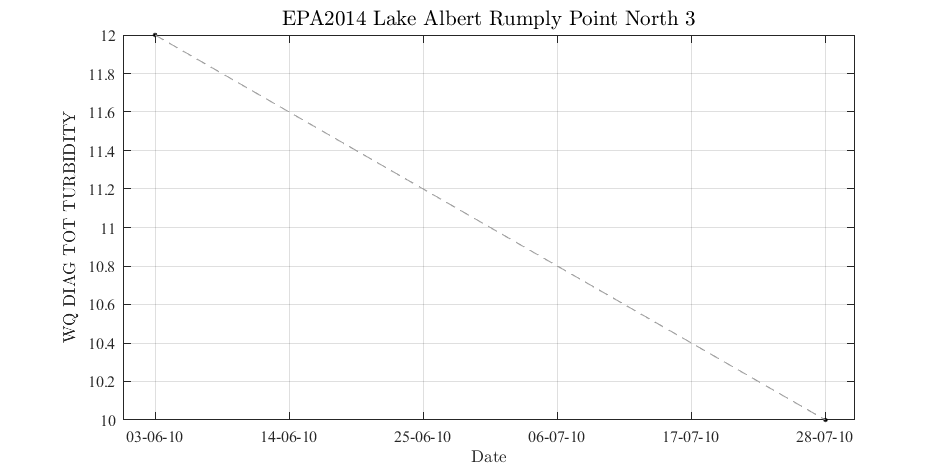 EPA2014 Lake Albert Rumply Point North 3
WQ DIAG TOT TURBIDITY
12
11.8
11.6
11.4
11.2
11
10.8
10.6
10.4
10.2
10
03-06-10 14-06-10 25-06-10 06-07-10 17-07-10 28-07-10
Date